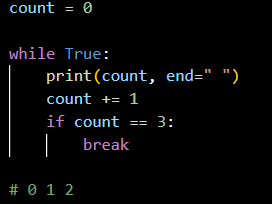 count = 0

while True:
    print(count, end=" ")
    count += 1
    if count == 3:
        break

# 0 1 2